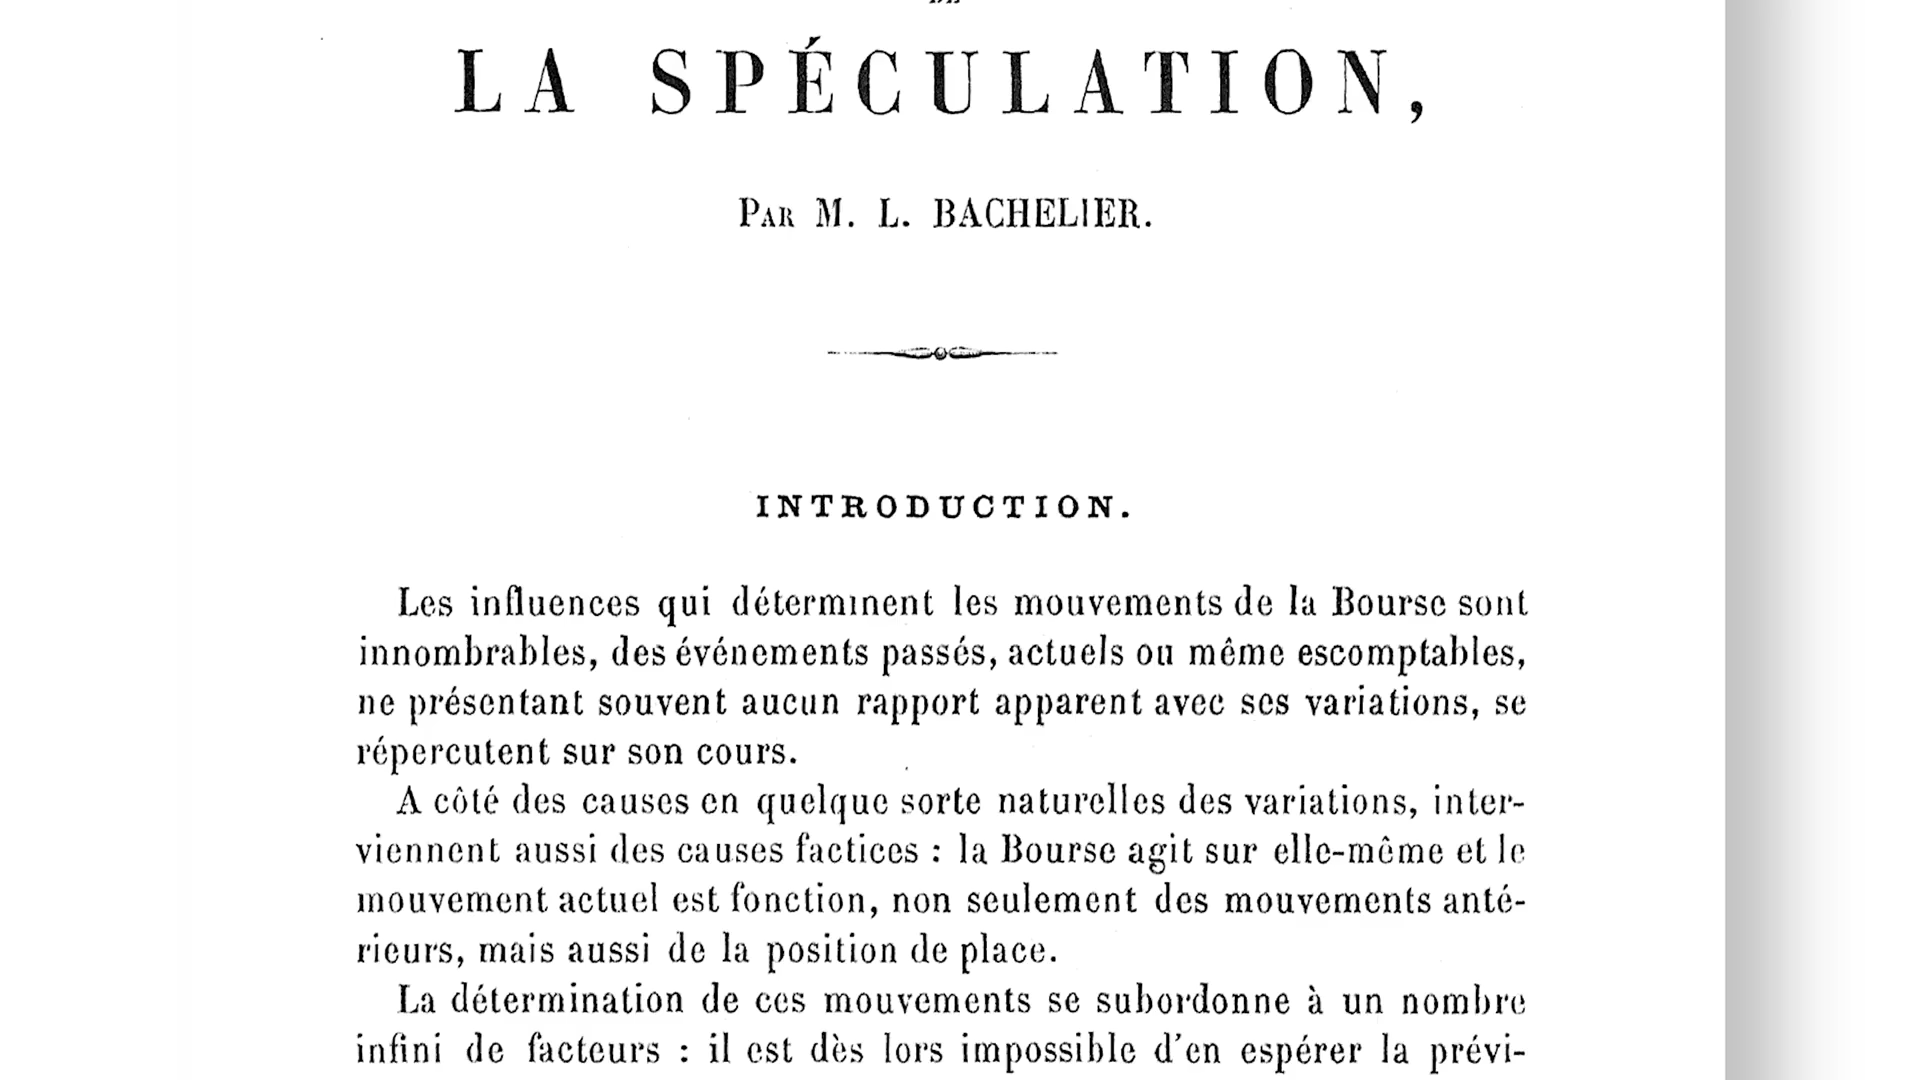 LA SPÉCULATION,
PAR M. L. BACHELIER.
INTRODUCTION.
Les influences qui déterminent les mouvements de la Bourse sont
innombrables, des événements passés, actuels ou même escomptables,
ne présentant souvent aucun rapport apparent avec ses variations, se
répercutent sur son cours.
A côté des causes en quelque sorte naturelles des variations, inter-
viennent aussi des causes factices : la Bourse agit sur elle-même et le
mouvement actuel est fonction, non seulement des mouvements anté-
rieurs, mais aussi de la position de place.
La détermination de ces mouvements se subordonne à un nombre
infini de facteurs : il est dès lors impossible d'en espérer la prévi-